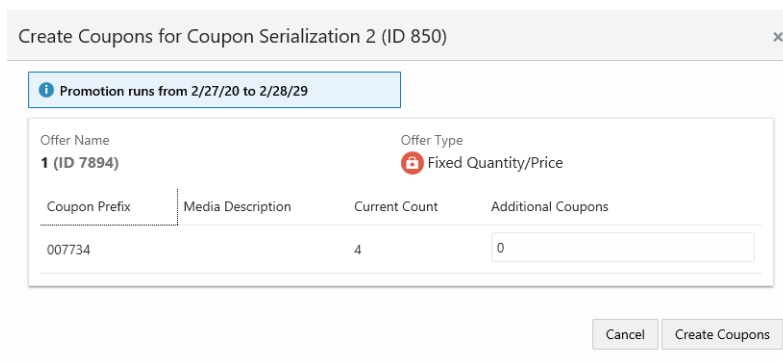 Create Coupons for Coupon Serialization 2 (ID 850)
Promotion runs from 2/27/20 to 2/28/29
Offer Name Offer Type
1 (ID 7894) Fixed Quantity/Price
Coupon Prefix Media Description Current Count Additional Coupons
007734 4 0
Cancel Create Coupons